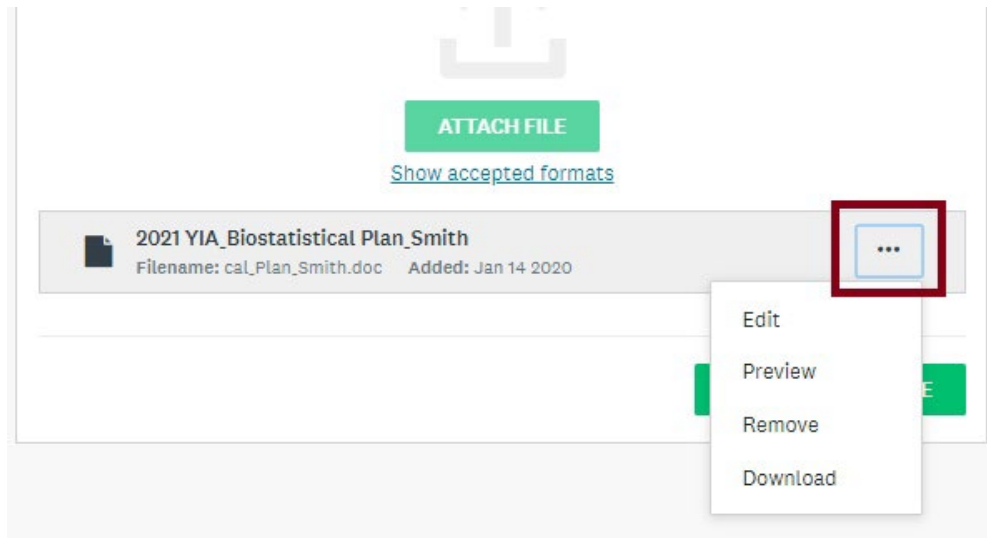 ATTACH FILE
Show accepted formats
2021 YIA_Biostatistical Plan_Smith
Filename: cal_Plan_Smith.doc Added: Jan 14 2020
•••
Edit
Preview
Remove
Download